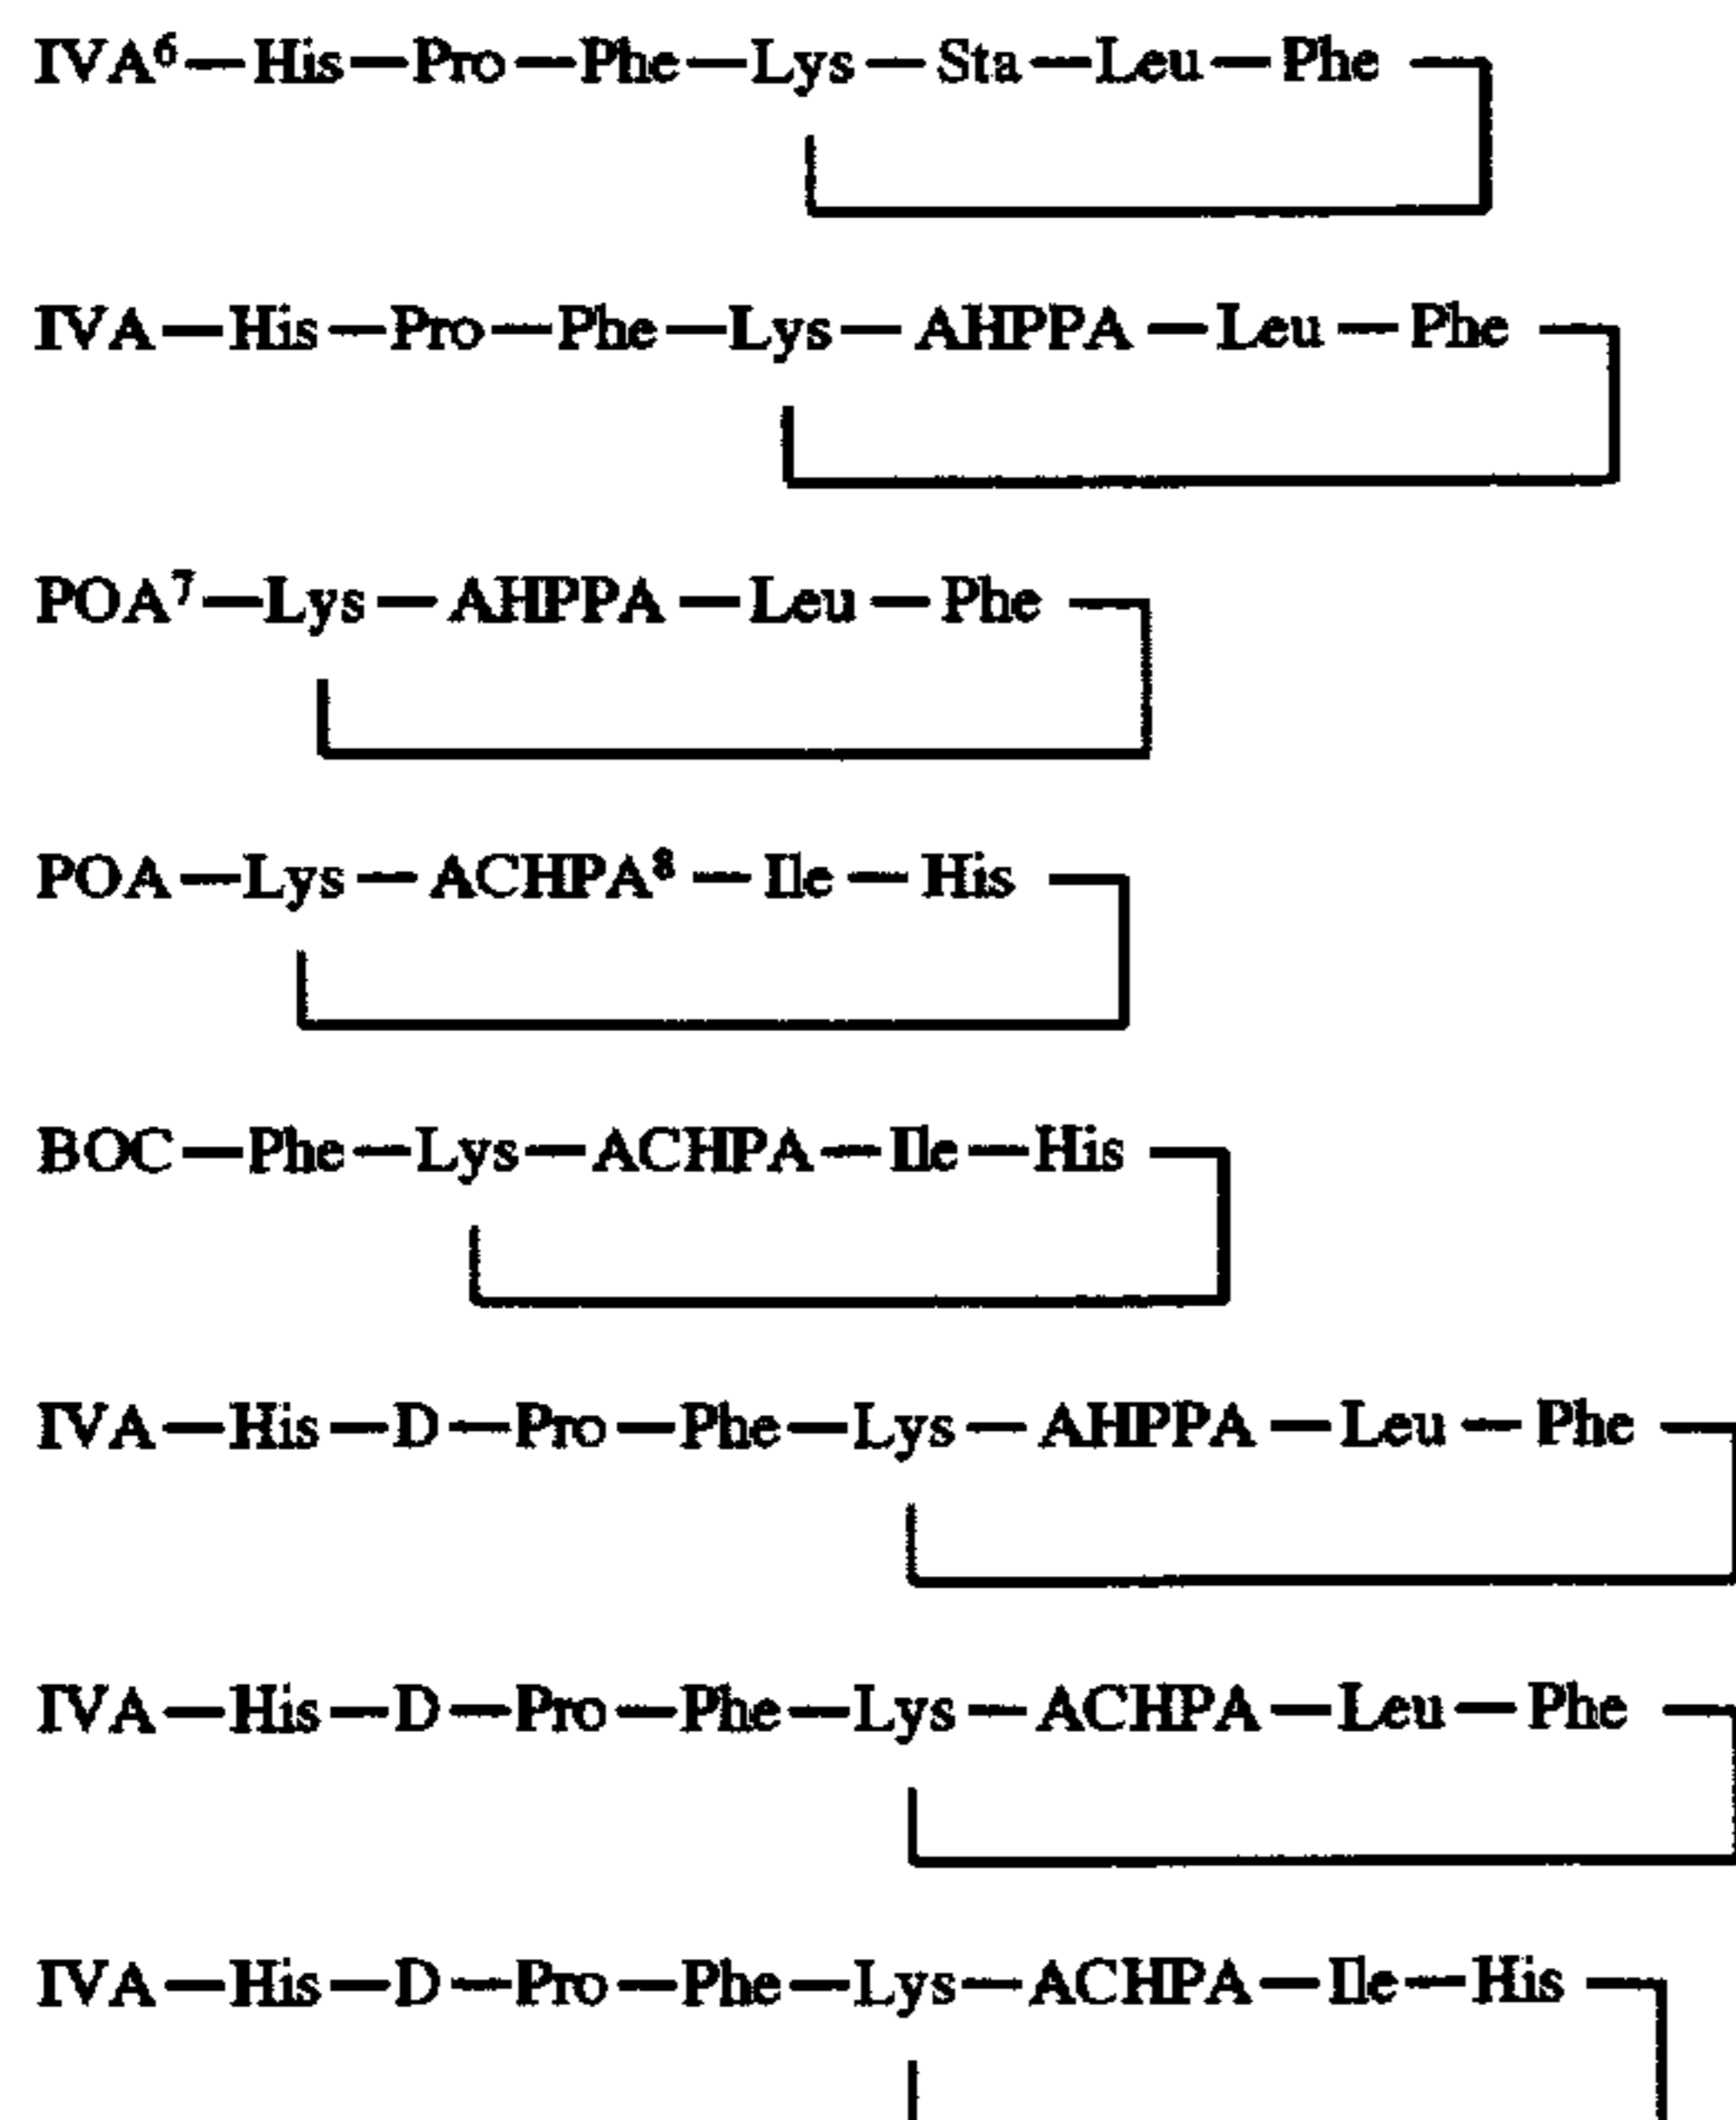 IVA⁶—His—Pro—Phe—Lys—Sta—Leu—Phe
IVA—His—Pro—Phe—Lys—AHPPA—Leu—Phe
POA⁷—Lys—AHPPA—Leu—Phe
POA—Lys—ACHPA⁸—Ile—His
BOC—Phe—Lys—ACHPA—Ile—His
IVA—His—D—Pro—Phe—Lys—AHPPA—Leu—Phe
IVA—His—D—Pro—Phe—Lys—ACHPA—Leu—Phe
IVA—His—D—Pro—Phe—Lys—ACHPA—Ile—His